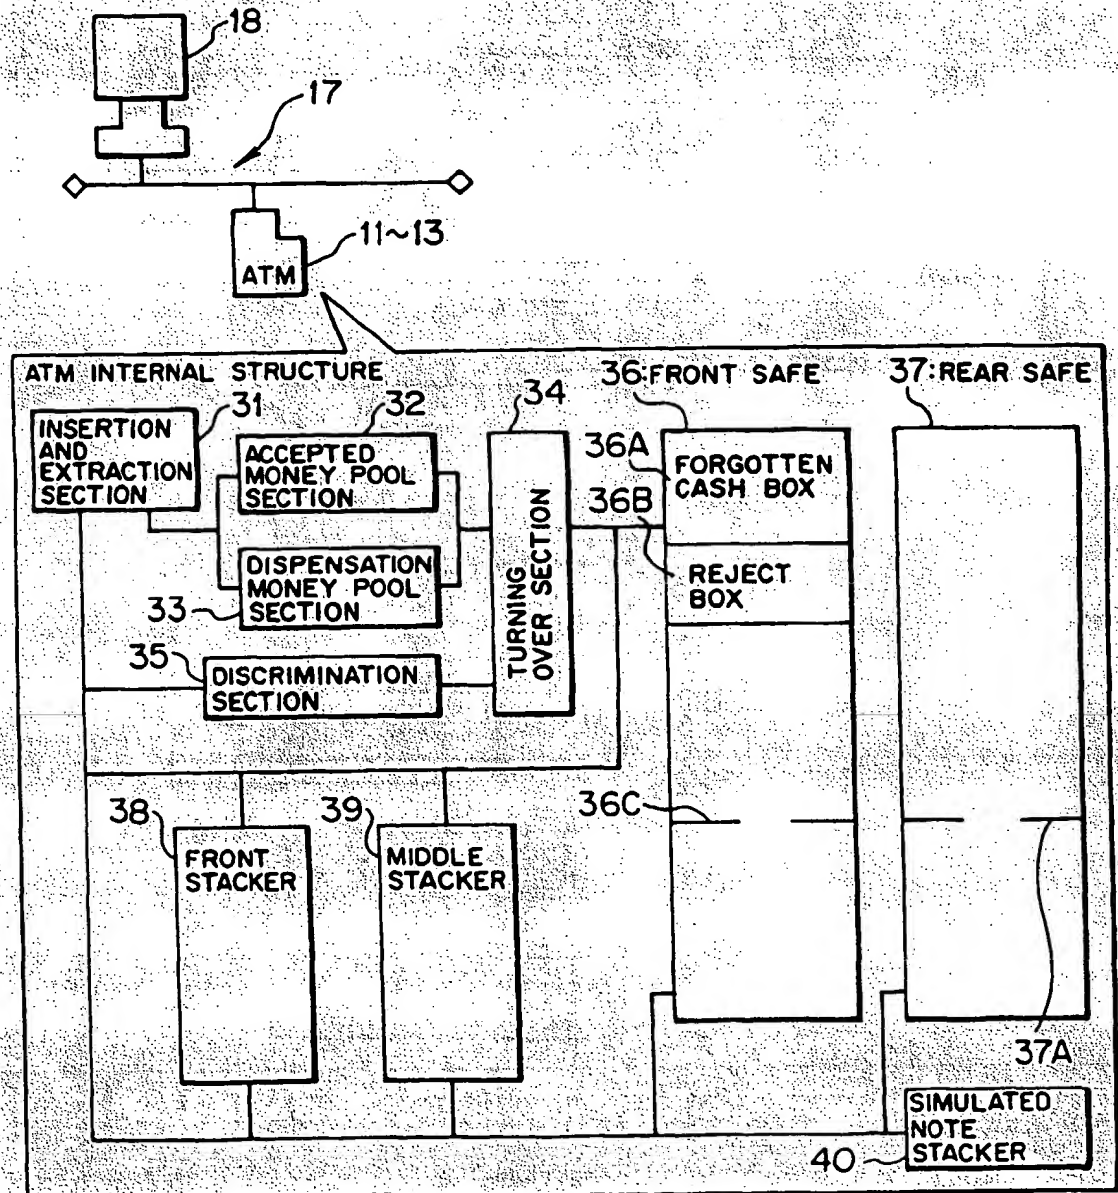 18
17
11~13
ATM
ATM INTERNAL STRUCTURE
36:FRONT SAFE
37:REAR SAFE
31
INSERTION
AND
EXTRACTION
SECTION
32
ACCEPTED
MONEY POOL
SECTION
34
TURNING
OVER SECTION
36A
FORGOTTEN
CASH BOX
36B
REJECT
BOX
DISPENSATION
MONEY POOL
SECTION
33
35
DISCRIMINATION
SECTION
36C
38
FRONT
STACKER
39
MIDDLE
STACKER
37A
SIMULATED
NOTE
STACKER
40